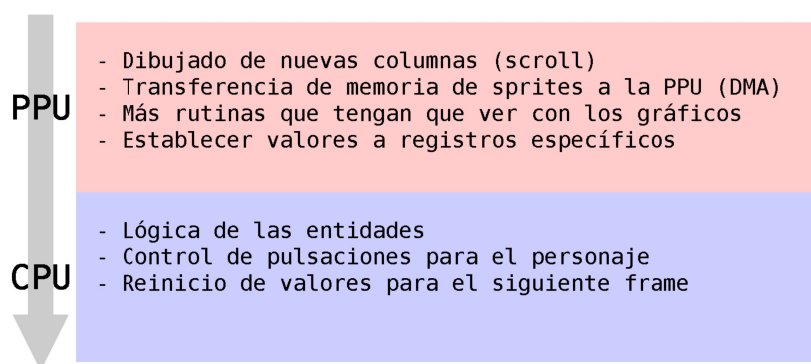 PPU
- Dibujado de nuevas columnas (scroll)
- Transferencia de memoria de sprites a la PPU (DMA)
- Más rutinas que tengan que ver con los gráficos
- Establecer valores a registros específicos
CPU
- Lógica de las entidades
- Control de pulsaciones para el personaje
- Reinicio de valores para el siguiente frame